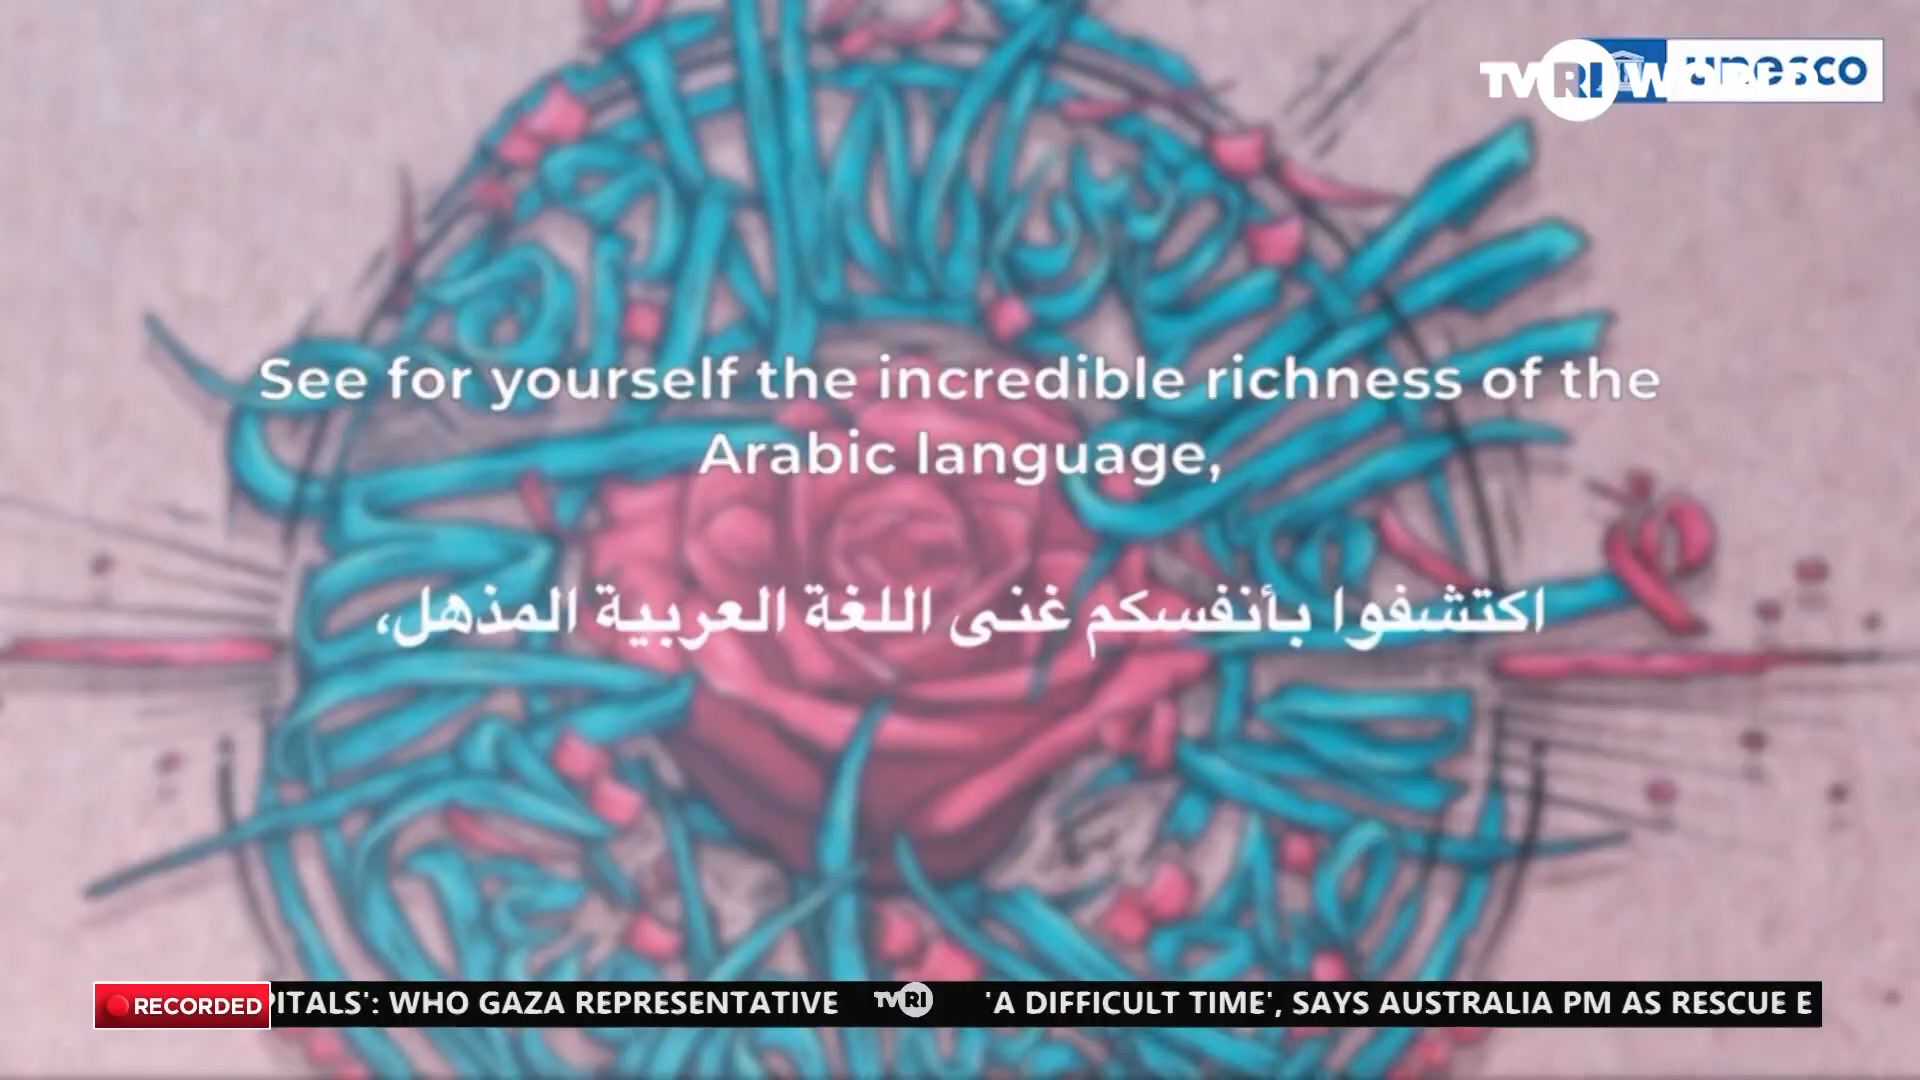 TVRI WORLD
unesco
See for yourself the incredible richness of the
Arabic language,
اكتشفوا بأنفسكم غنى اللغة العربية المذهل،
RECORDED
PITALS': WHO GAZA REPRESENTATIVE TVRI 'A DIFFICULT TIME', SAYS AUSTRALIA PM AS RESCUE E